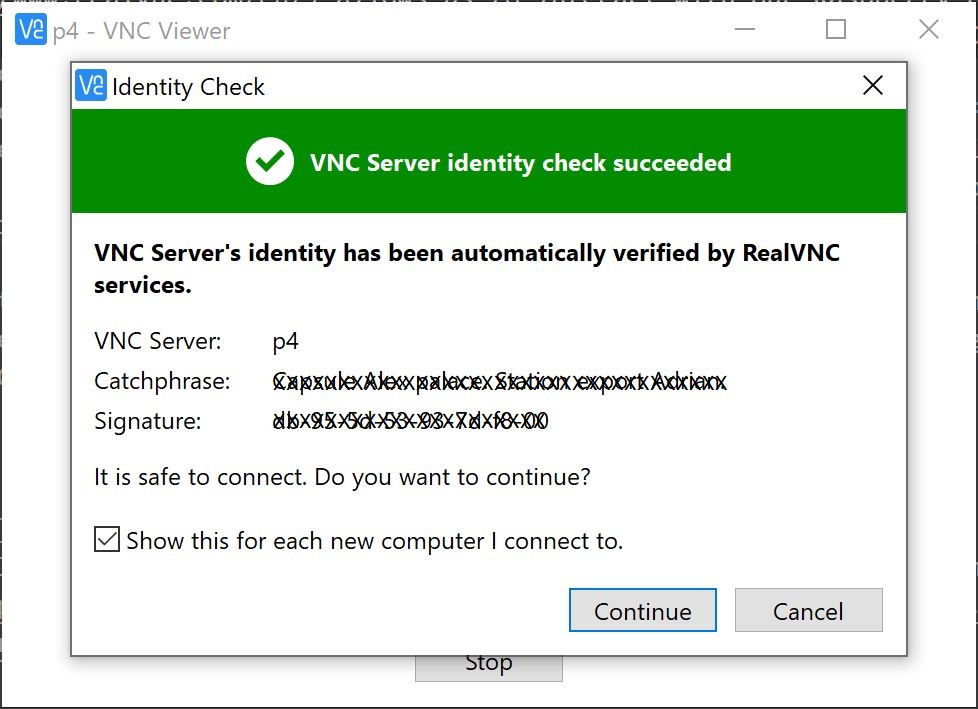 p4 - VNC Viewer
Identity Check
VNC Server identity check succeeded
VNC Server's identity has been automatically verified by RealVNC
services.
VNC Server: p4
Catchphrase:
Signature:
It is safe to connect. Do you want to continue?
Show this for each new computer I connect to.
Continue Cancel
Stop